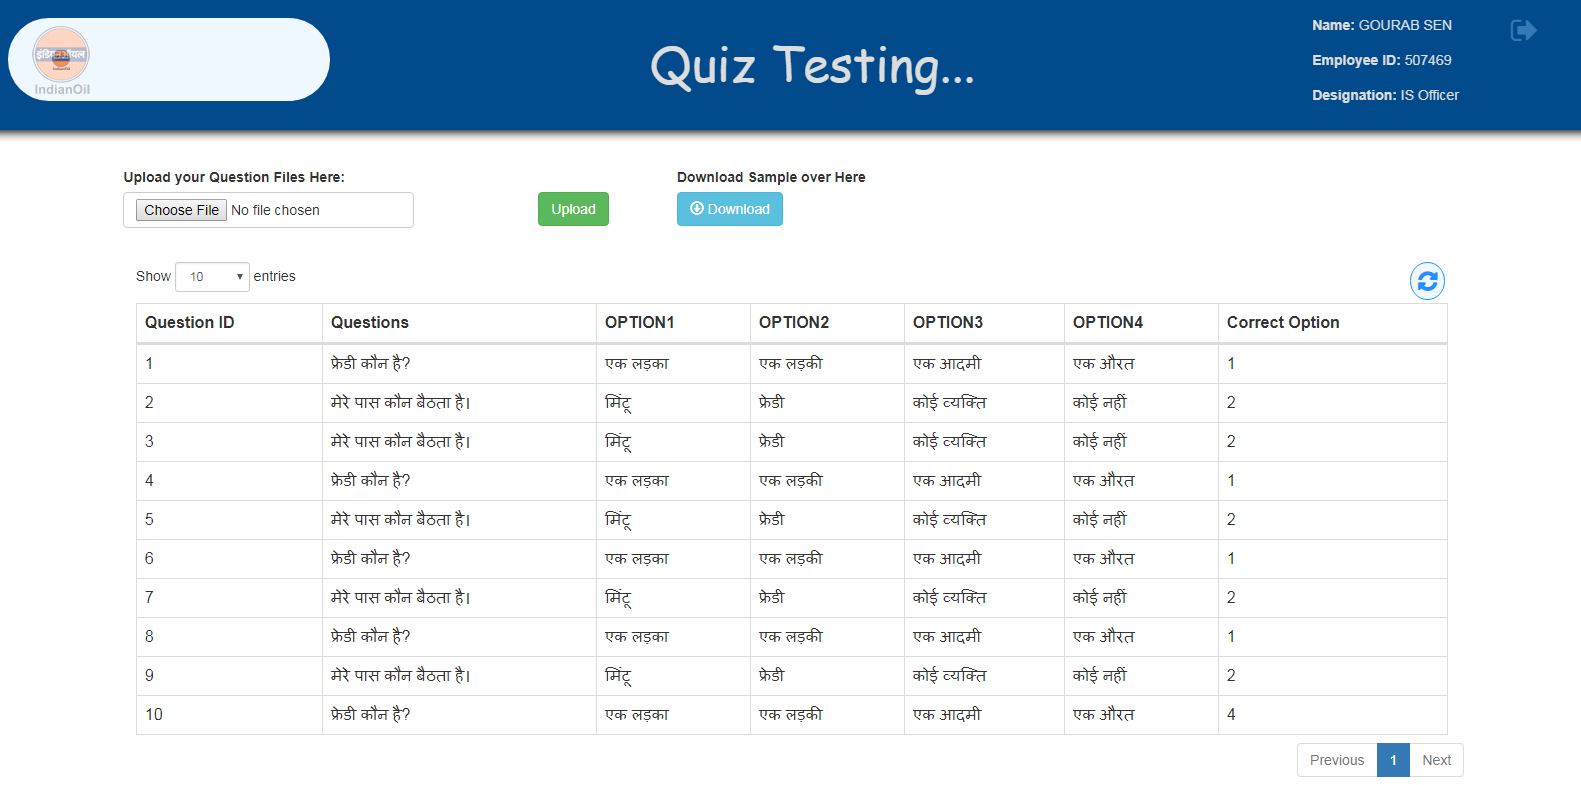 इंडियनऑयल
IndianOil
Quiz Testing...
Name: GOURAB SEN
Employee ID: 507469
Designation: IS Officer
Upload your Question Files Here:
Choose File No file chosen
Upload
Download Sample over Here
Download
Show 10 entries
Question ID Questions OPTION1 OPTION2 OPTION3 OPTION4 Correct Option
1 फ्रेडी कौन है? एक लड़का एक लड़की एक आदमी एक औरत 1
2 मेरे पास कौन बैठता है। मिंटू फ्रेडी कोई व्यक्ति कोई नहीं 2
3 मेरे पास कौन बैठता है। मिंटू फ्रेडी कोई व्यक्ति कोई नहीं 2
4 फ्रेडी कौन है? एक लड़का एक लड़की एक आदमी एक औरत 1
5 मेरे पास कौन बैठता है। मिंटू फ्रेडी कोई व्यक्ति कोई नहीं 2
6 फ्रेडी कौन है? एक लड़का एक लड़की एक आदमी एक औरत 1
7 मेरे पास कौन बैठता है। मिंटू फ्रेडी कोई व्यक्ति कोई नहीं 2
8 फ्रेडी कौन है? एक लड़का एक लड़की एक आदमी एक औरत 1
9 मेरे पास कौन बैठता है। मिंटू फ्रेडी कोई व्यक्ति कोई नहीं 2
10 फ्रेडी कौन है? एक लड़का एक लड़की एक आदमी एक औरत 4
Previous 1 Next